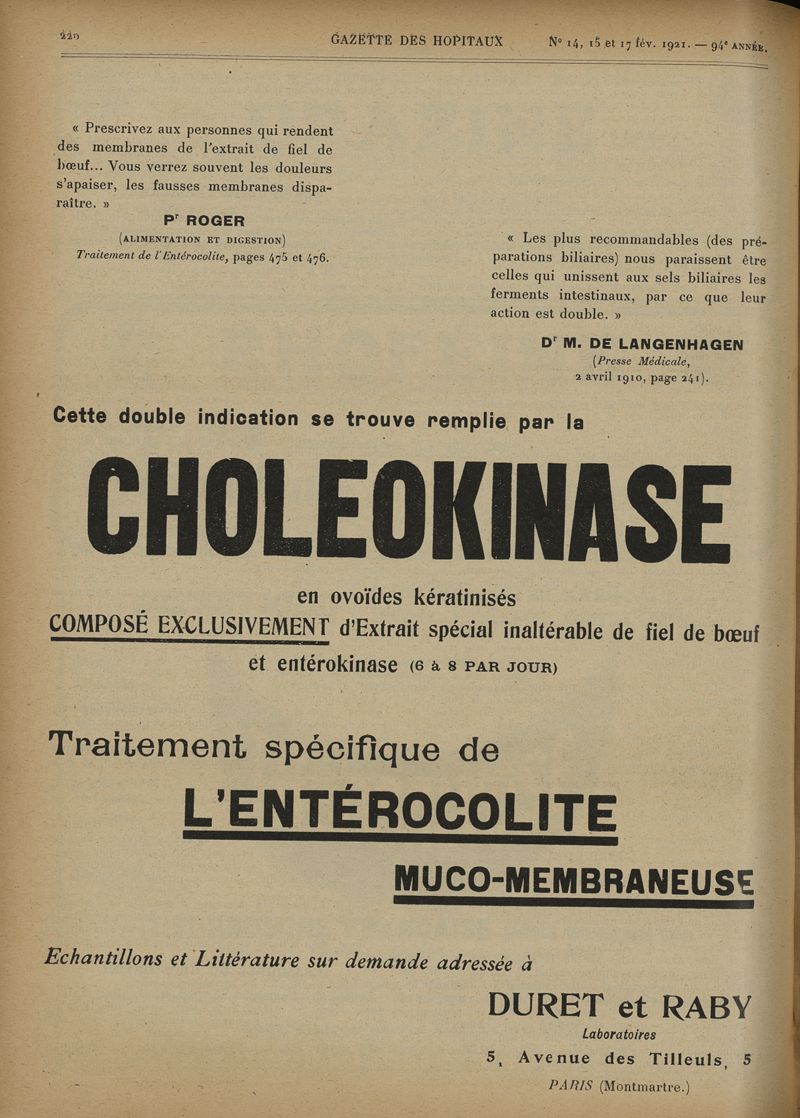 220
GAZETTE DES HOPITAUX
N° 14, 15 et 17 fév. 1921. — 94e ANNÉE.
« Prescrivez aux personnes qui rendent
des membranes de l'extrait de fiel de
bœuf... Vous verrez souvent les douleurs
s'apaiser, les fausses membranes dispa-
raître. »
Pr ROGER
(ALIMENTATION ET DIGESTION)
Traitement de l'Entérocolite, pages 475 et 476.
« Les plus recommandables (des pré-
parations biliaires) nous paraissent être
celles qui unissent aux sels biliaires les
ferments intestinaux, par ce que leur
action est double. »
Dr M. DE LANGENHAGEN
(Presse Médicale,
2 avril 1910, page 241).
Cette double indication se trouve remplie par la
CHOLEOKINASE
en ovoïdes kératinisés
COMPOSÉ EXCLUSIVEMENT d'Extrait spécial inaltérable de fiel de bœuf
et entérokinase (6 à 8 PAR JOUR)
Traitement spécifique de
L'ENTÉROCOLITE
MUCO-MEMBRANEUSE
Echantillons et Littérature sur demande adressée à
DURET et RABY
Laboratoires
5, Avenue des Tilleuls, 5
PARIS (Montmartre.)